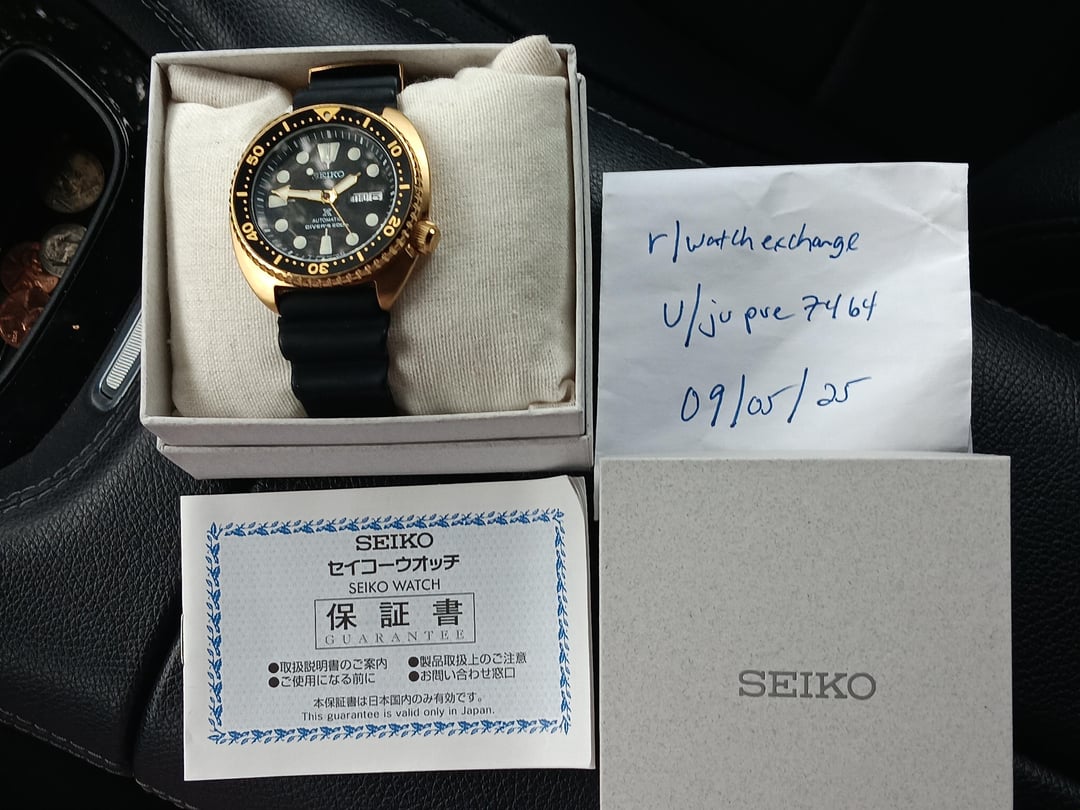 50
10
20
30
40
SEIKO
AUTOMATIC
r/watchexchange
u/jupre7464
09/05/25
SEIKO
セイコーウオッチ
SEIKO WATCH
保証書
GUARANTEE
●取扱説明書のご案内 ●製品取扱上のご注意
●ご使用になる前に ●お問い合わせ窓口
本保証書は日本国内のみ有効です。
This guarantee is valid only in Japan.
SEIKO